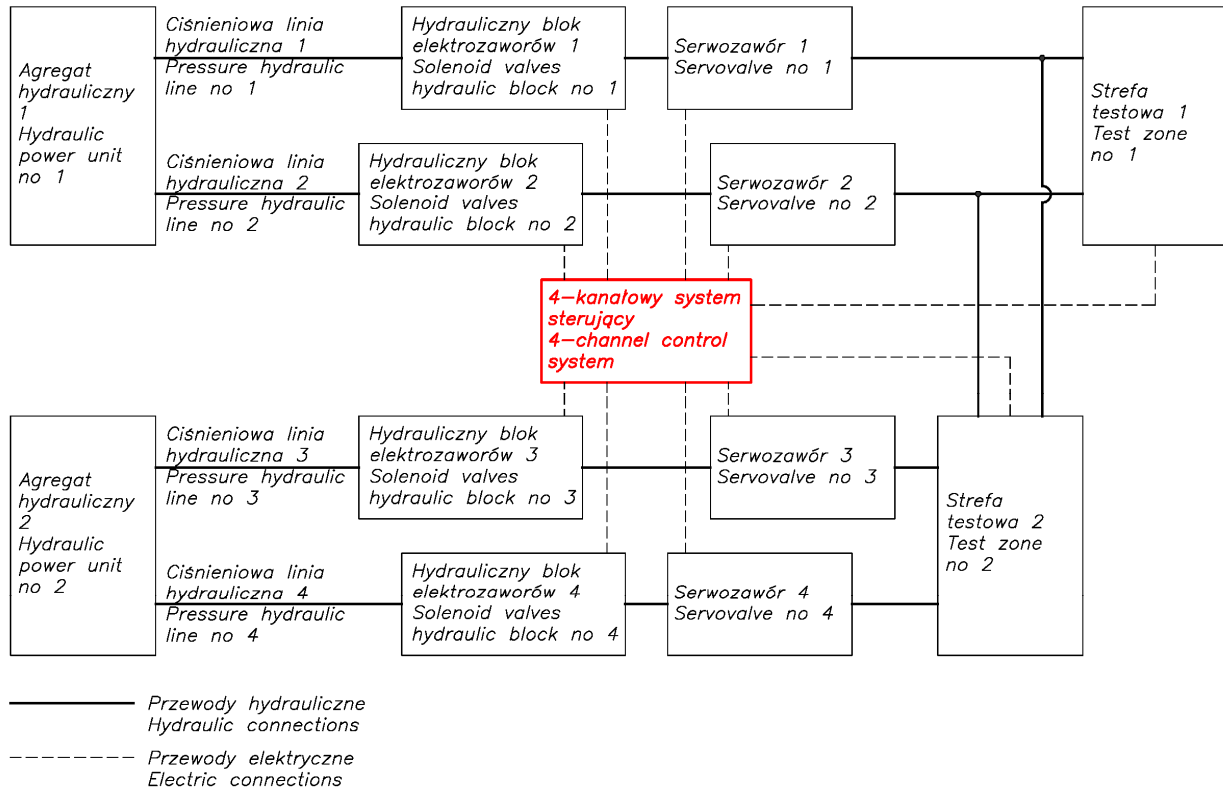 Agregat
hydrauliczny
1
Hydraulic
power unit
no 1
Ciśnieniowa linia
hydrauliczna 1
Pressure hydraulic
line no 1
Hydrauliczny blok
elektrozaworów 1
Solenoid valves
hydraulic block no 1
Serwozawór 1
Servovalve no 1
Strefa
testowa 1
Test zone
no 1
Ciśnieniowa linia
hydrauliczna 2
Pressure hydraulic
line no 2
Hydrauliczny blok
elektrozaworów 2
Solenoid valves
hydraulic block no 2
Serwozawór 2
Servovalve no 2
4-kanałowy system
sterujący
4-channel control
system
Agregat
hydrauliczny
2
Hydraulic
power unit
no 2
Ciśnieniowa linia
hydrauliczna 3
Pressure hydraulic
line no 3
Hydrauliczny blok
elektrozaworów 3
Solenoid valves
hydraulic block no 3
Serwozawór 3
Servovalve no 3
Strefa
testowa 2
Test zone
no 2
Ciśnieniowa linia
hydrauliczna 4
Pressure hydraulic
line no 4
Hydrauliczny blok
elektrozaworów 4
Solenoid valves
hydraulic block no 4
Serwozawór 4
Servovalve no 4
Przewody hydrauliczne
Hydraulic connections
Przewody elektryczne
Electric connections